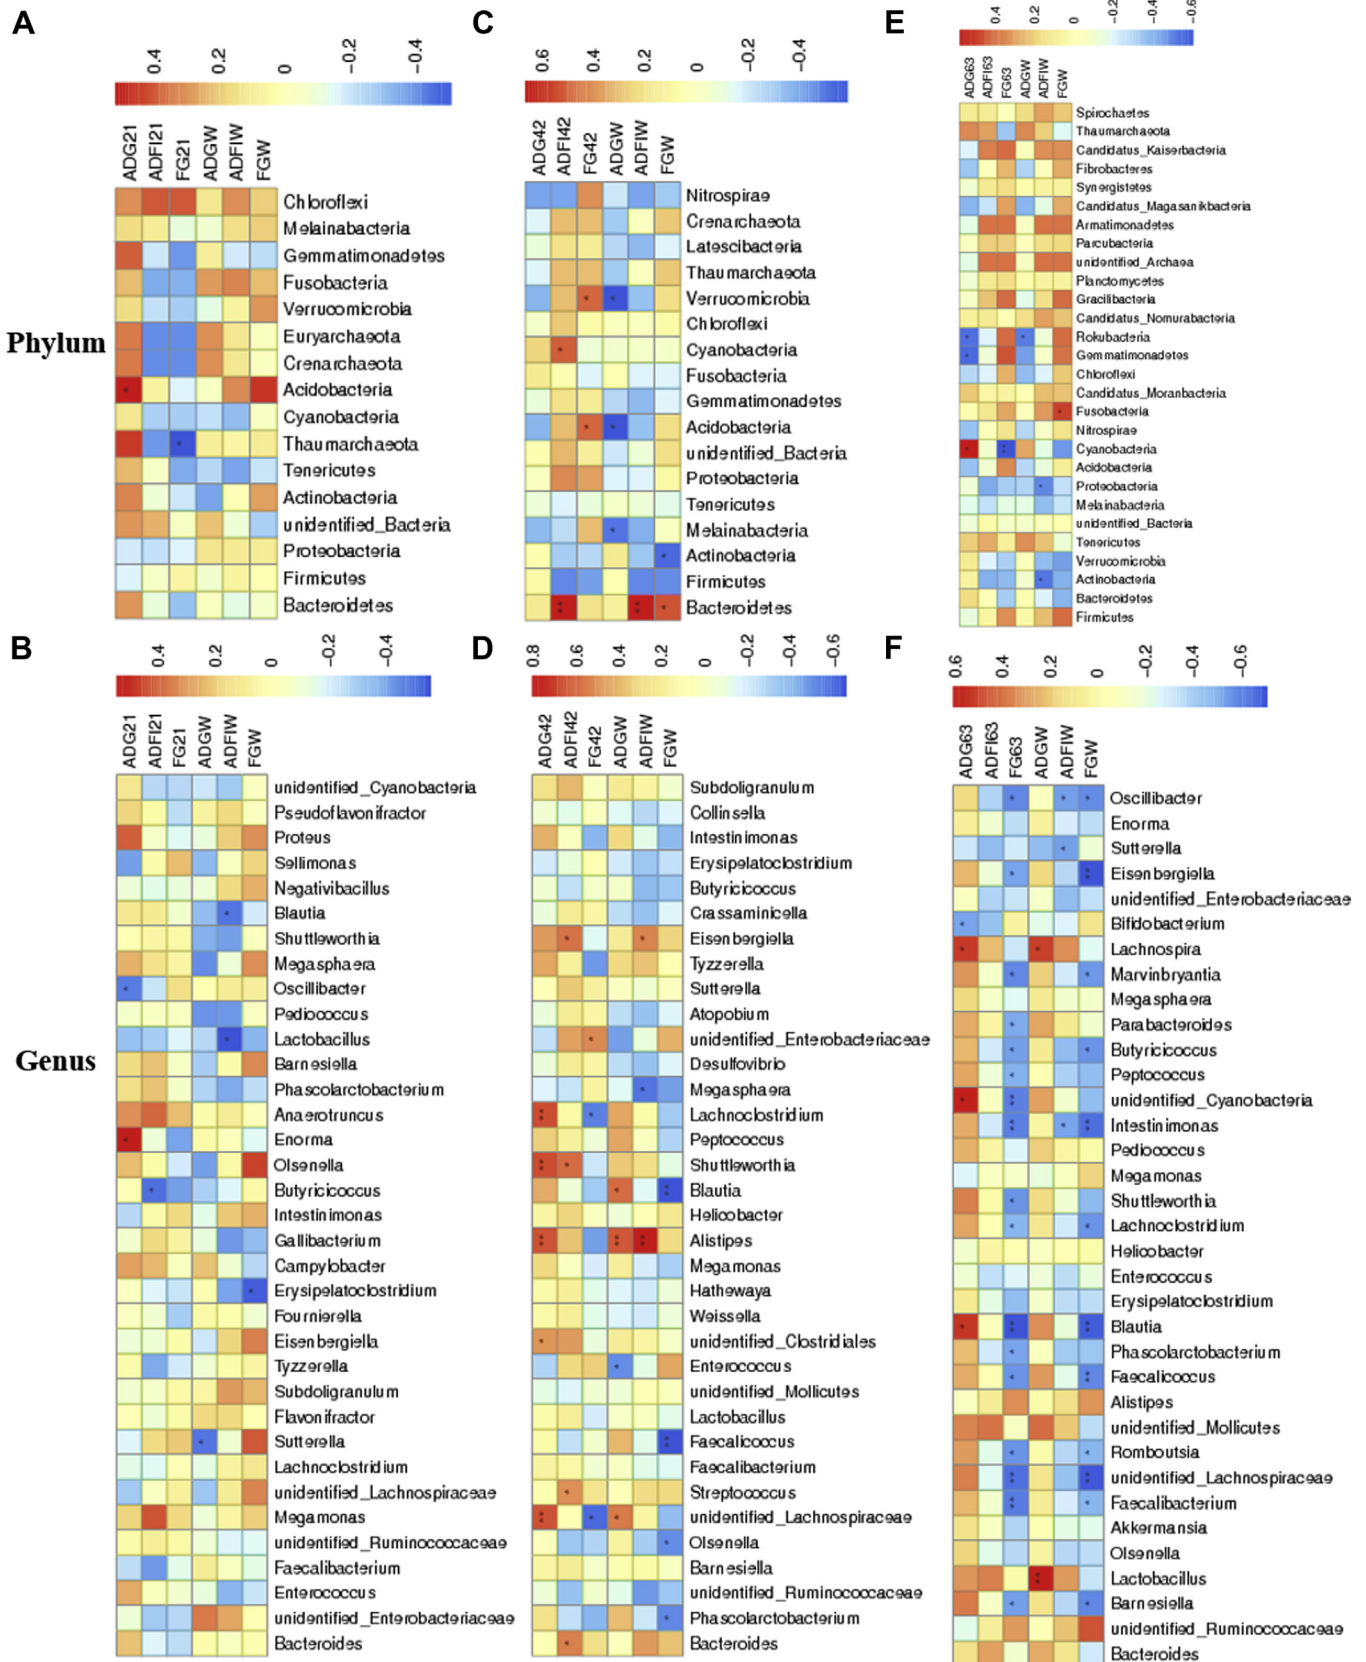 A
0.4
0.2
0
-0.2
-0.4
ADG21
ADFI21
FG21
ADGW
ADFIW
FGW
Phylum
Chloroflexi
Melainabacteria
Gemmatimonadetes
Fusobacteria
Verrucomicrobia
Euryarchaeota
Crenarchaeota
Acidobacteria
Cyanobacteria
Thaumarchaeota
Tenericutes
Actinobacteria
unidentified_Bacteria
Proteobacteria
Firmicutes
Bacteroidetes
C
0.6
0.4
0.2
0
-0.2
-0.4
ADG42
ADFI42
FG42
ADGW
ADFIW
FGW
Nitrospirae
Crenarchaeota
Latescibacteria
Thaumarchaeota
Verrucomicrobia
Chloroflexi
Cyanobacteria
Fusobacteria
Gemmatimonadetes
Acidobacteria
unidentified_Bacteria
Proteobacteria
Tenericutes
Melainabacteria
Actinobacteria
Firmicutes
Bacteroidetes
E
0.4
0.2
0
-0.2
-0.4
-0.6
ADG63
ADFI63
FG63
ADGW
ADFIW
FGW
Spirochaetes
Thaumarchaeota
Candidatus_Kaiserbacteria
Fibrobacteres
Synergistetes
Candidatus_Magasanikbacteria
Armatimonadetes
Parcubacteria
unidentified_Archaea
Planctomycetes
Gracilibacteria
Candidatus_Nomurabacteria
Rokubacteria
Gemmatimonadetes
Chloroflexi
Candidatus_Moranbacteria
Fusobacteria
Nitrospirae
Cyanobacteria
Acidobacteria
Proteobacteria
Melainabacteria
unidentified_Bacteria
Tenericutes
Verrucomicrobia
Actinobacteria
Bacteroidetes
Firmicutes
B
0.4
0.2
0
-0.2
-0.4
ADG21
ADFI21
FG21
ADGW
ADFIW
FGW
Genus
unidentified_Cyanobacteria
Pseudoflavonifractor
Proteus
Sellimonas
Negativibacillus
Blautia
Shuttleworthia
Megasphaera
Oscillibacter
Pediococcus
Lactobacillus
Barnesiella
Phascolarctobacterium
Anaerotruncus
Enorma
Olsenella
Butyricicoccus
Intestinimonas
Gallibacterium
Campylobacter
Erysipelatoclostridium
Fournierella
Eisenbergiella
Tyzzerella
Subdoligranulum
Flavonifractor
Sutterella
Lachnoclostridium
unidentified_Lachnospiraceae
Megamonas
unidentified_Ruminococcaceae
Faecalibacterium
Enterococcus
unidentified_Enterobacteriaceae
Bacteroides
D
0.8
0.6
0.4
0.2
0
-0.2
-0.4
-0.6
ADG42
ADFI42
FG42
ADGW
ADFIW
FGW
Subdoligranulum
Collinsella
Intestinimonas
Erysipelatoclostridium
Butyricicoccus
Crassaminicella
Eisenbergiella
Tyzzerella
Sutterella
Atopobium
unidentified_Enterobacteriaceae
Desulfovibrio
Megasphaera
Lachnoclostridium
Peptococcus
Shuttleworthia
Blautia
Helicobacter
Alistipes
Megamonas
Hathewaya
Weissella
unidentified_Clostridiales
Enterococcus
unidentified_Mollicutes
Lactobacillus
Faecalicoccus
Faecalibacterium
Streptococcus
unidentified_Lachnospiraceae
Olsenella
Barnesiella
unidentified_Ruminococcaceae
Phascolarctobacterium
Bacteroides
F
0.6
0.4
0.2
0
-0.2
-0.4
-0.6
ADG63
ADFI63
FG63
ADGW
ADFIW
FGW
Oscillibacter
Enorma
Sutterella
Eisenbergiella
unidentified_Enterobacteriaceae
Bifidobacterium
Lachnospira
Marvinbryantia
Megasphaera
Parabacteroides
Butyricicoccus
Peptococcus
unidentified_Cyanobacteria
Intestinimonas
Pediococcus
Megamonas
Shuttleworthia
Lachnoclostridium
Helicobacter
Enterococcus
Erysipelatoclostridium
Blautia
Phascolarctobacterium
Faecalicoccus
Alistipes
unidentified_Mollicutes
Romboutsia
unidentified_Lachnospiraceae
Faecalibacterium
Akkermansia
Olsenella
Lactobacillus
Barnesiella
unidentified_Ruminococcaceae
Bacteroides